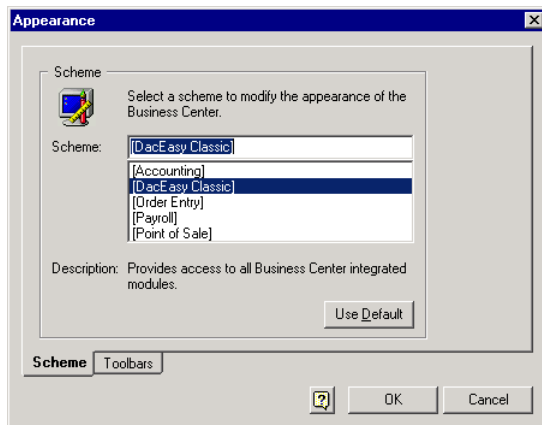 Appearance
Scheme
Select a scheme to modify the appearance of the
Business Center.
Scheme:
[DacEasy Classic]
[Accounting]
[DacEasy Classic]
[Order Entry]
[Payroll]
[Point of Sale]
Description: Provides access to all Business Center integrated
modules.
Use Default
Scheme Toolbars
OK Cancel